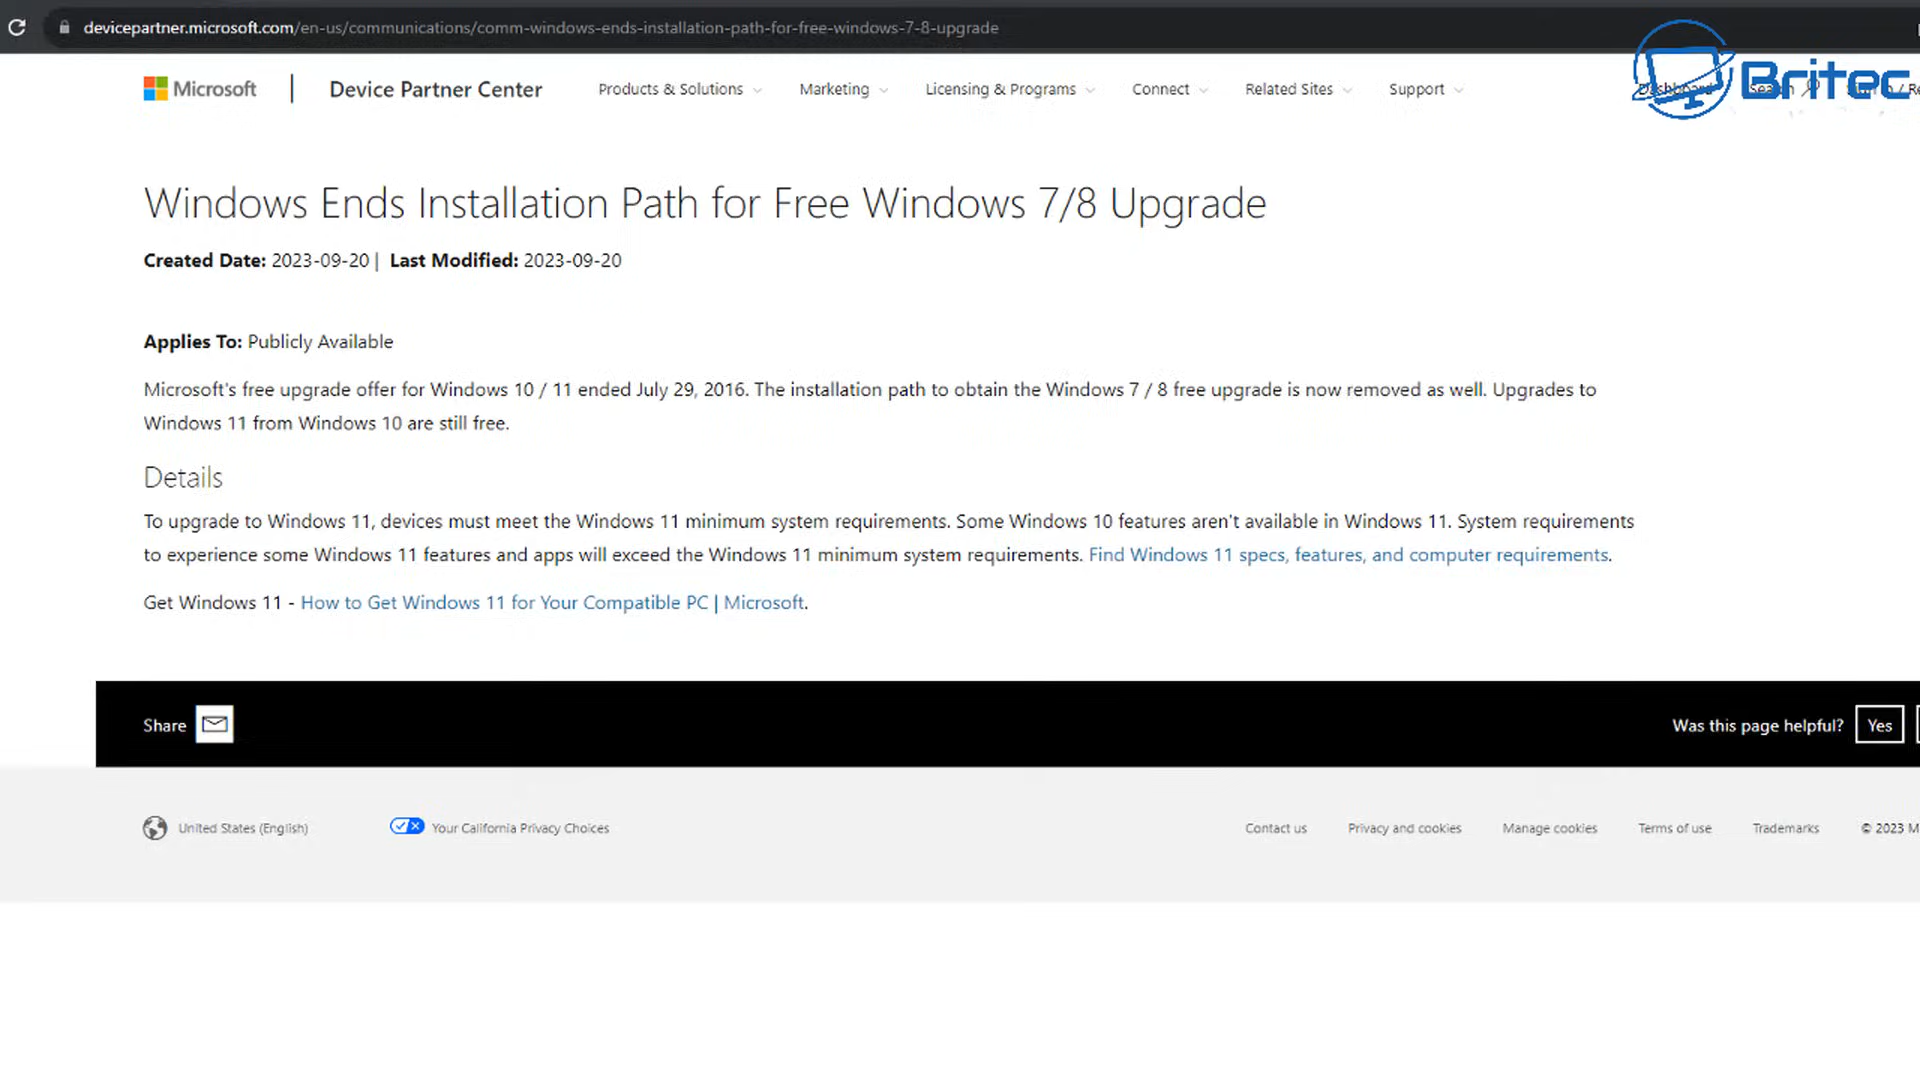 devicepartner.microsoft.com/en-us/communications/comm-windows-ends-installation-path-for-free-windows-7-8-upgrade
Microsoft | Device Partner Center Products & Solutions Marketing Licensing & Programs Connect Related Sites Support Britec
Windows Ends Installation Path for Free Windows 7/8 Upgrade
Created Date: 2023-09-20 | Last Modified: 2023-09-20
Applies To: Publicly Available
Microsoft's free upgrade offer for Windows 10 / 11 ended July 29, 2016. The installation path to obtain the Windows 7 / 8 free upgrade is now removed as well. Upgrades to
Windows 11 from Windows 10 are still free.
Details
To upgrade to Windows 11, devices must meet the Windows 11 minimum system requirements. Some Windows 10 features aren't available in Windows 11. System requirements
to experience some Windows 11 features and apps will exceed the Windows 11 minimum system requirements. Find Windows 11 specs, features, and computer requirements.
Get Windows 11 - How to Get Windows 11 for Your Compatible PC | Microsoft.
Share Was this page helpful? Yes
United States (English) Your California Privacy Choices Contact us Privacy and cookies Manage cookies Terms of use Trademarks © 2023 M